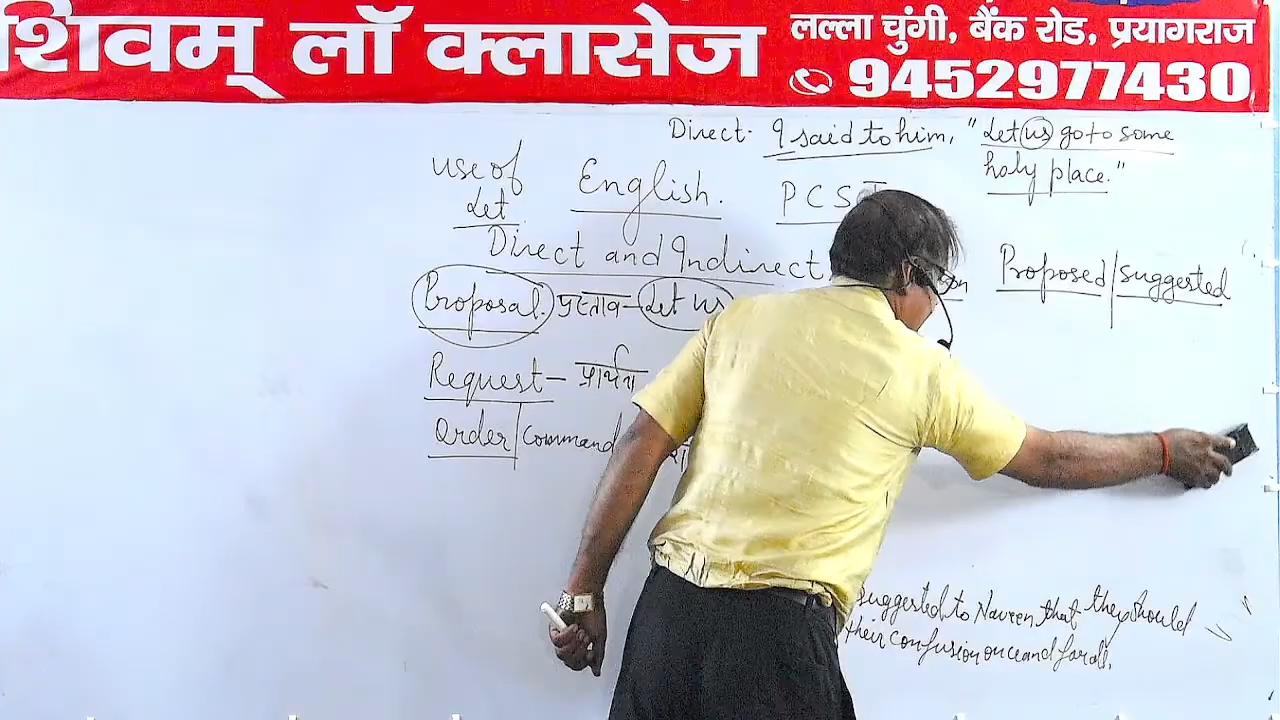 शिवम् लॉ क्लासेज
लल्ला चुंगी, बैंक रोड, प्रयागराज
9452977430
Direct- I said to him, "Let us go to some
holy place."
use of
Let
English.
PCS
Direct and Indirect
Proposed/suggested
Proposal. प्रस्ताव-Let us
Request- प्रार्थना
Order/command
suggested to Naveen that they should
their confusion once and for all.